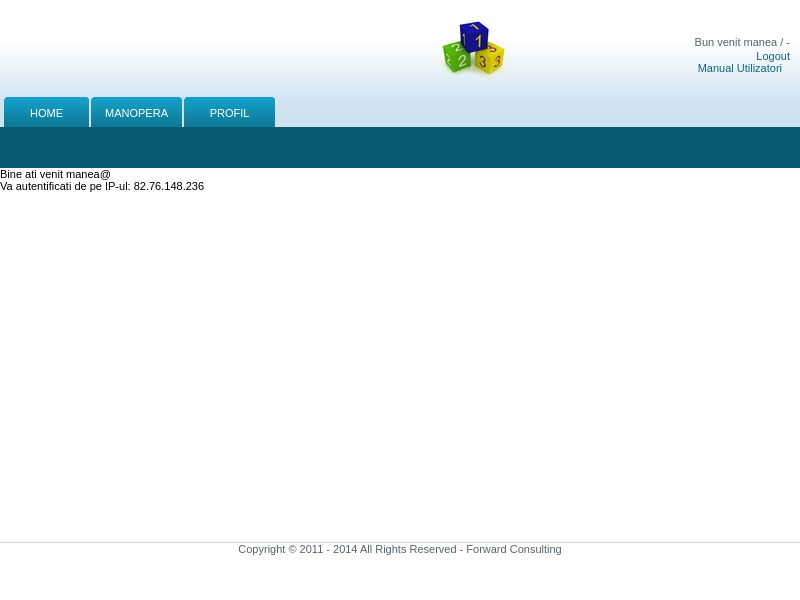 Bun venit manea / -
Logout
Manual Utilizatori
HOME MANOPERA PROFIL
Bine ati venit manea@
Va autentificati de pe IP-ul: 82.76.148.236
Copyright © 2011 - 2014 All Rights Reserved - Forward Consulting